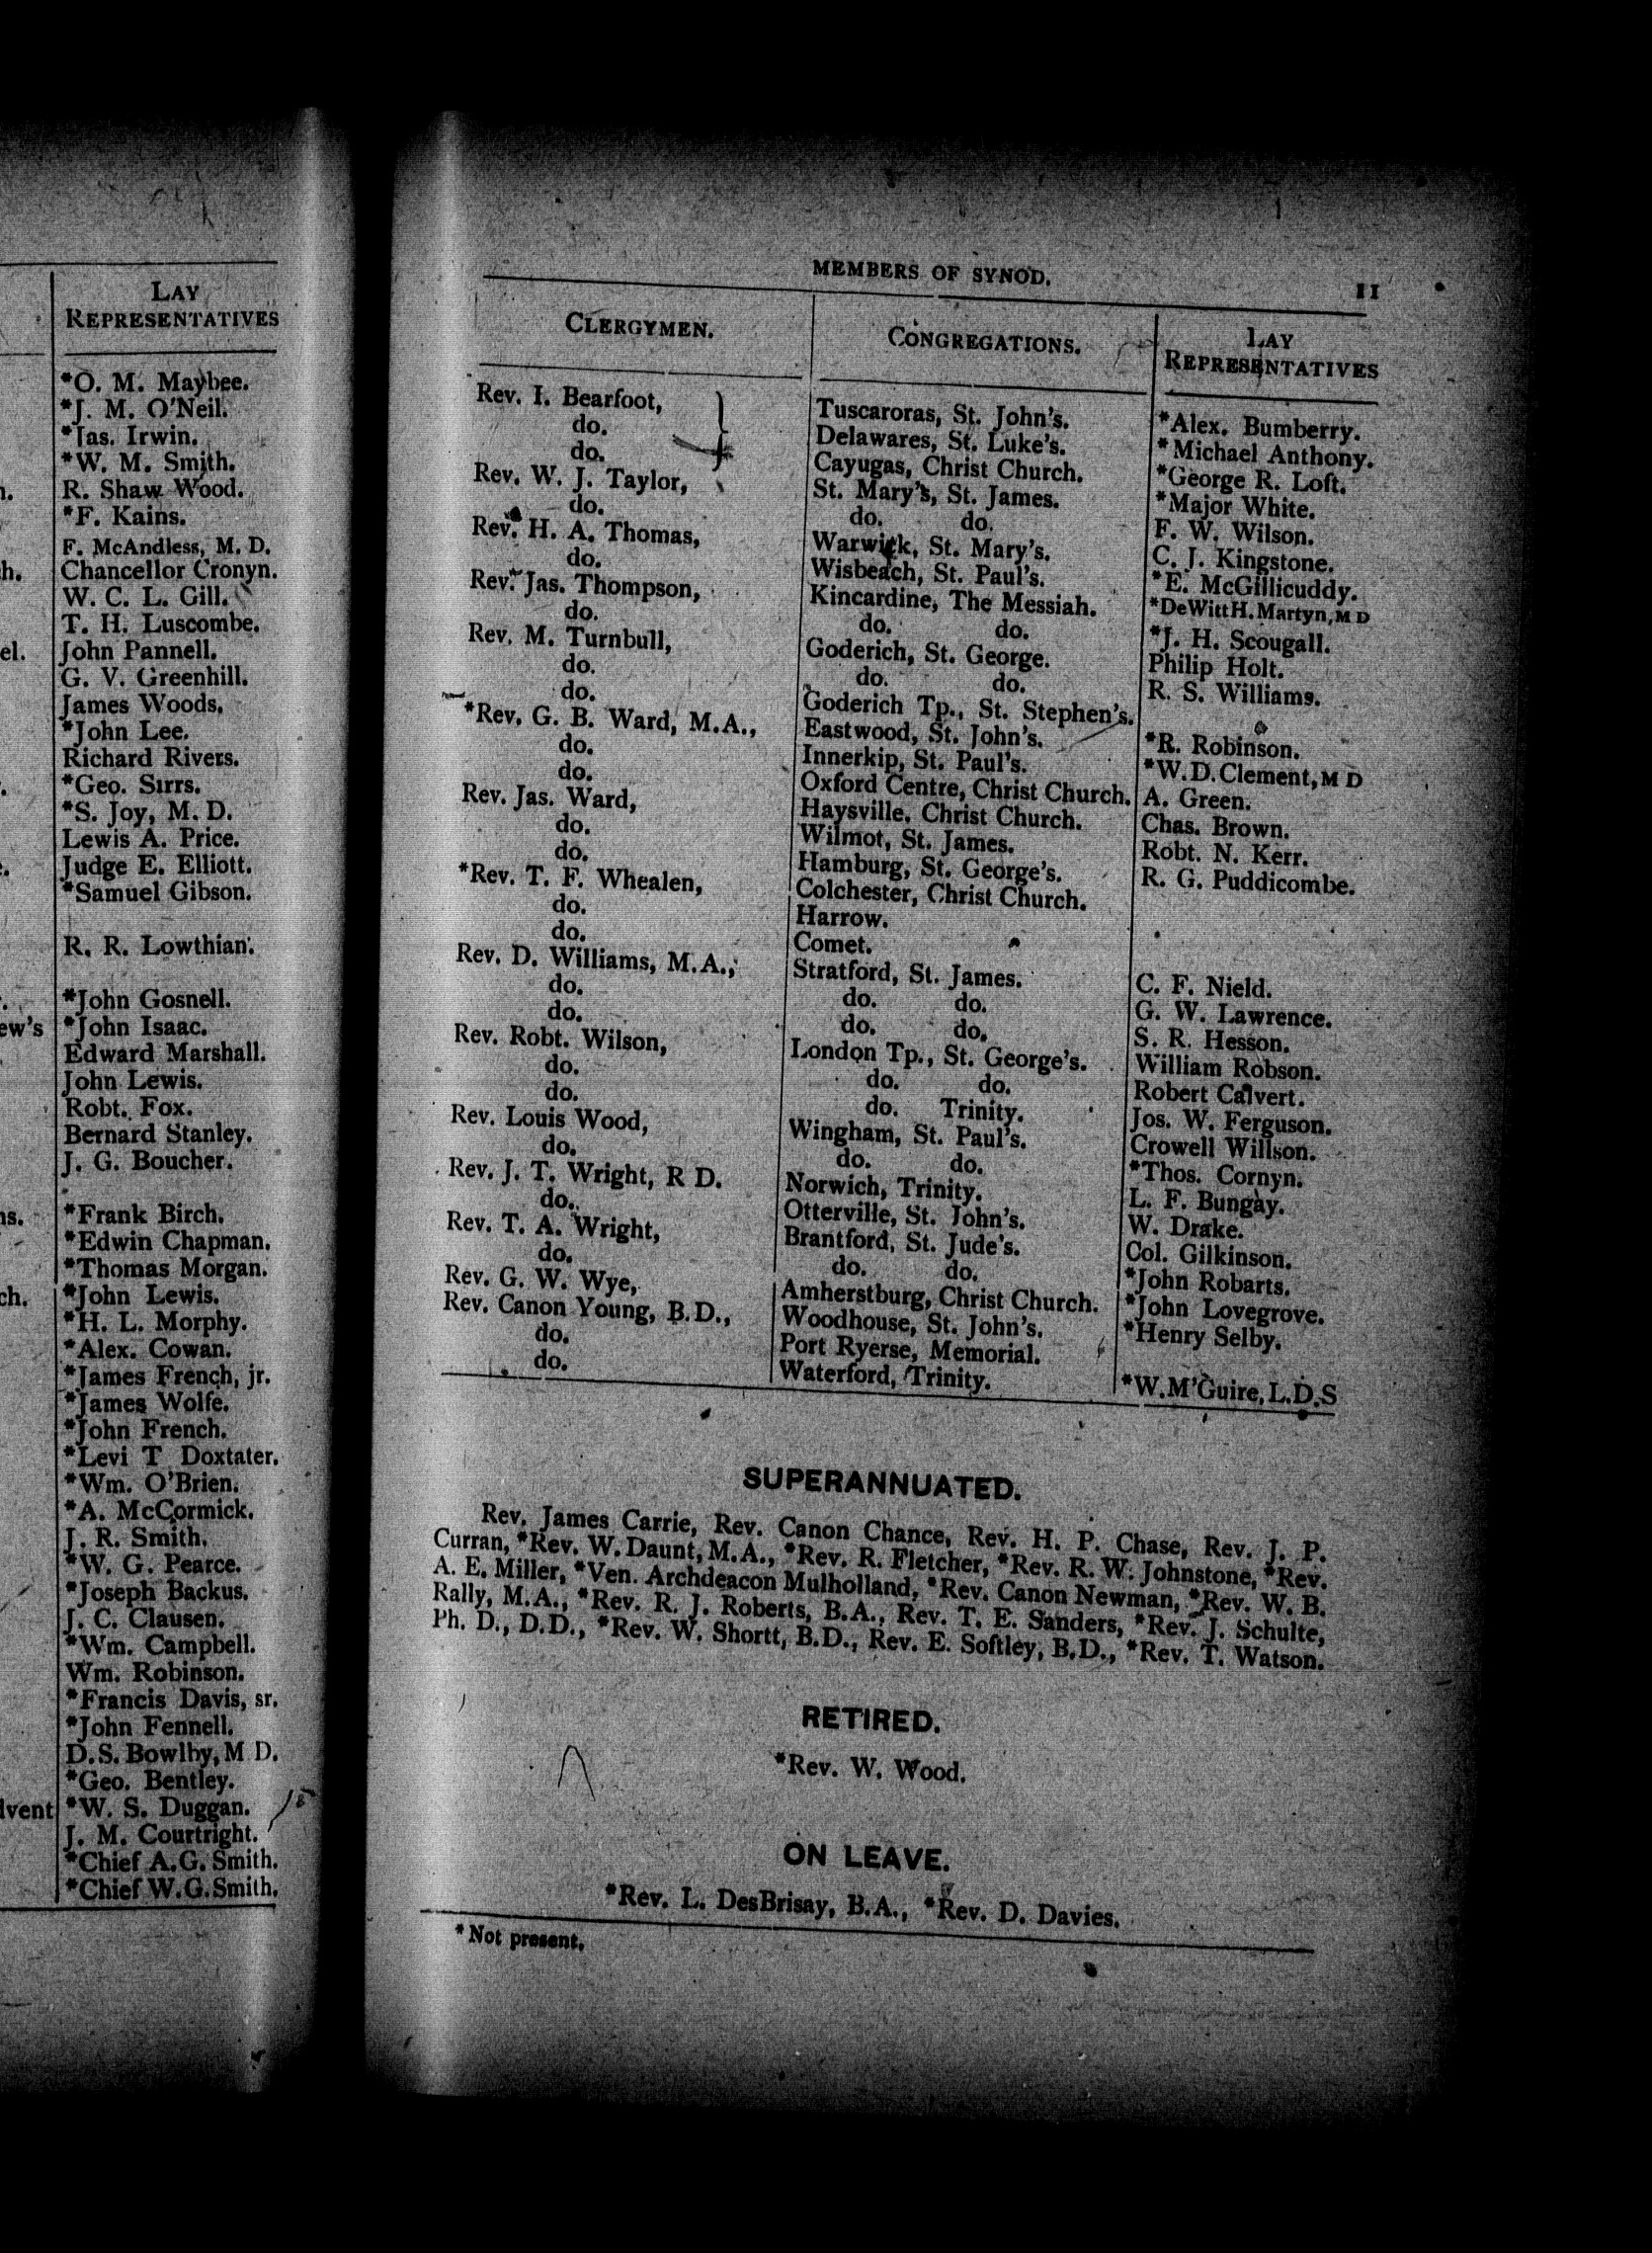 LAY
REPRESENTATIVES
*O. M. Maybee.
*J. M. O'Neil.
*Jas. Irwin.
*W. M. Smith.
R. Shaw Wood.
*F. Kains.
F. McAndless, M. D.
h. Chancellor Cronyn.
W. C. L. Gill.
T. H. Luscombe.
el. John Pannell.
G. V. Greenhill.
James Woods.
*John Lee.
Richard Rivers.
*Geo. Sirrs.
*S. Joy, M. D.
Lewis A. Price.
Judge E. Elliott.
*Samuel Gibson.
R. R. Lowthian.
*John Gosnell.
ew's *John Isaac.
Edward Marshall.
John Lewis.
Robt. Fox.
Bernard Stanley.
J. G. Boucher.
ns. *Frank Birch.
*Edwin Chapman.
*Thomas Morgan.
ch. *John Lewis.
*H. L. Morphy.
*Alex. Cowan.
*James French, jr.
*James Wolfe.
*John French.
*Levi T Doxtater.
*Wm. O'Brien.
*A. McCormick.
J. R. Smith.
*W. G. Pearce.
*Joseph Backus.
J. C. Clausen.
*Wm. Campbell.
Wm. Robinson.
*Francis Davis, sr.
*John Fennell.
D. S. Bowlby, M D.
*Geo. Bentley.
lvent *W. S. Duggan.
J. M. Courtright.
*Chief A. G. Smith.
*Chief W. G. Smith.
MEMBERS OF SYNOD. 11
CLERGYMEN. CONGREGATIONS. LAY REPRESENTATIVES
Rev. I. Bearfoot, Tuscaroras, St. John's. *Alex. Bumberry.
do. Delawares, St. Luke's. *Michael Anthony.
do. Cayugas, Christ Church. *George R. Loft.
Rev. W. J. Taylor, St. Mary's, St. James. *Major White.
do. do. do. F. W. Wilson.
Rev. H. A. Thomas, Warwick, St. Mary's. C. J. Kingstone.
do. Wisbeach, St. Paul's. *E. McGillicuddy.
Rev. Jas. Thompson, Kincardine, The Messiah. *DeWitt H. Martyn, M D
do. do. do. *J. H. Scougall.
Rev. M. Turnbull, Goderich, St. George. Philip Holt.
do. do. do. R. S. Williams.
do. Goderich Tp., St. Stephen's.
*Rev. G. B. Ward, M.A., Eastwood, St. John's. *R. Robinson.
do. Innerkip, St. Paul's. *W. D. Clement, M D
do. Oxford Centre, Christ Church. A. Green.
Rev. Jas. Ward, Haysville, Christ Church. Chas. Brown.
do. Wilmot, St. James. Robt. N. Kerr.
do. Hamburg, St. George's. R. G. Puddicombe.
*Rev. T. F. Whealen, Colchester, Christ Church.
do. Harrow.
do. Comet.
Rev. D. Williams, M.A., Stratford, St. James. C. F. Nield.
do. do. do. G. W. Lawrence.
do. do. do. S. R. Hesson.
Rev. Robt. Wilson, London Tp., St. George's. William Robson.
do. do. do. Robert Calvert.
do. do. Trinity. Jos. W. Ferguson.
Rev. Louis Wood, Wingham, St. Paul's. Crowell Willson.
do. do. do. *Thos. Cornyn.
Rev. J. T. Wright, R D. Norwich, Trinity. L. F. Bungay.
do. Otterville, St. John's. W. Drake.
Rev. T. A. Wright, Brantford, St. Jude's. Col. Gilkinson.
do. do. do. *John Robarts.
Rev. G. W. Wye, Amherstburg, Christ Church. *John Lovegrove.
Rev. Canon Young, B.D., Woodhouse, St. John's. *Henry Selby.
do. Port Ryerse, Memorial.
do. Waterford, Trinity. *W. M'Guire, L.D.S
SUPERANNUATED.
Rev. James Carrie, Rev. Canon Chance, Rev. H. P. Chase, Rev. J. P.
Curran, *Rev. W. Daunt, M.A., *Rev. R. Fletcher, *Rev. R. W. Johnstone, *Rev.
A. E. Miller, *Ven. Archdeacon Mulholland, *Rev. Canon Newman, *Rev. W. B.
Rally, M.A., *Rev. R. J. Roberts, B.A., Rev. T. E. Sanders, *Rev. J. Schulte,
Ph. D., D.D., *Rev. W. Shortt, B.D., Rev. E. Softley, B.D., *Rev. T. Watson.
RETIRED.
*Rev. W. Wood.
ON LEAVE.
*Rev. L. DesBrisay, B.A., *Rev. D. Davies.
*Not present.